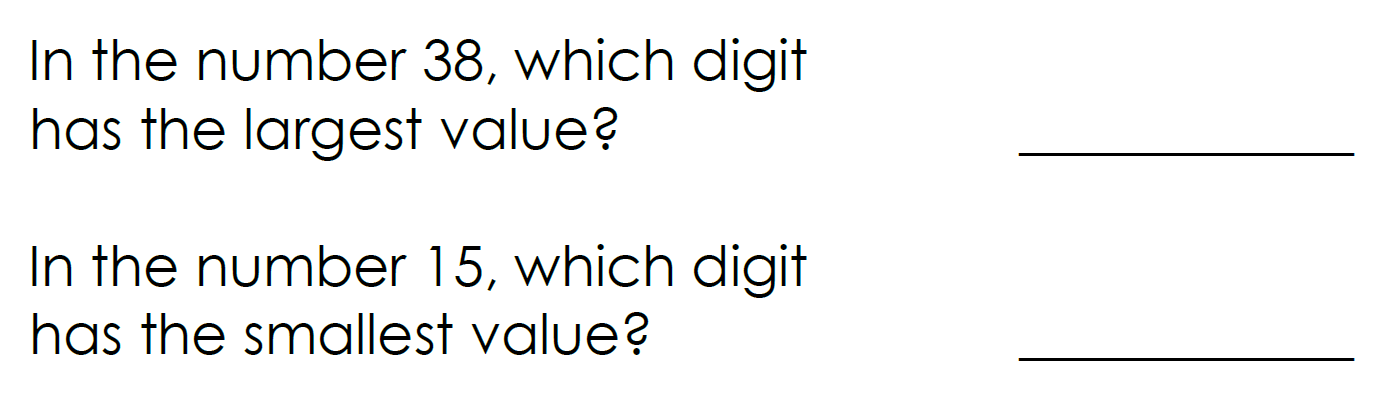 In the number 38, which digit
has the largest value?
In the number 15, which digit
has the smallest value?